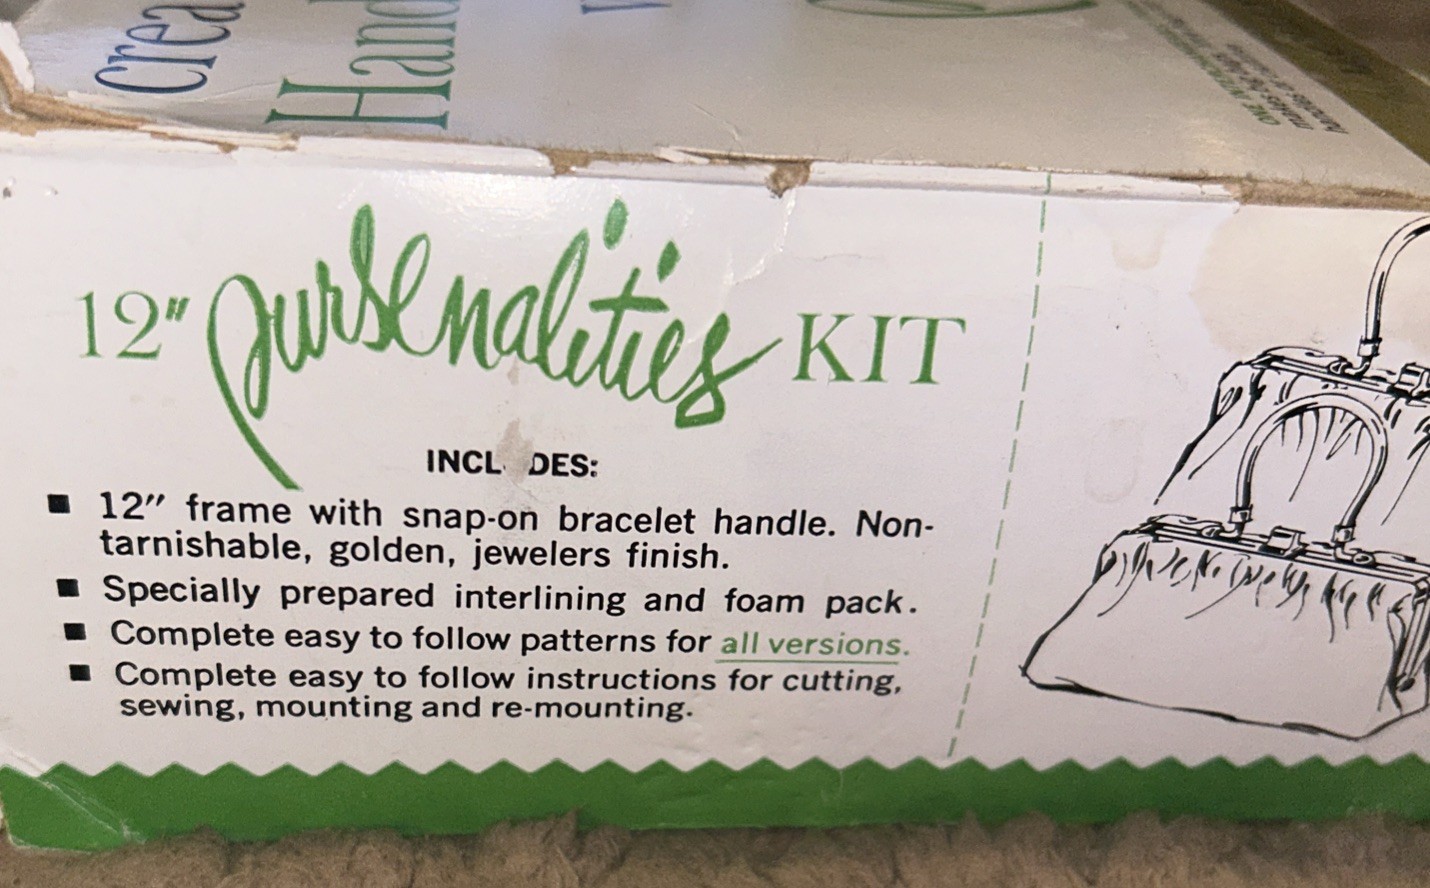 Crea
Hand
12" pursenalities KIT
INCL DES:
■ 12" frame with snap-on bracelet handle. Non-
tarnishable, golden, jewelers finish.
■ Specially prepared interlining and foam pack.
■ Complete easy to follow patterns for all versions.
■ Complete easy to follow instructions for cutting,
sewing, mounting and re-mounting.